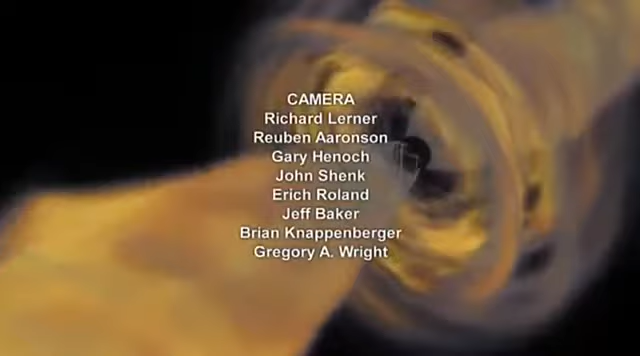 CAMERA
Richard Lerner
Reuben Aaronson
Gary Henoch
John Shenk
Erich Roland
Jeff Baker
Brian Knappenberger
Gregory A. Wright